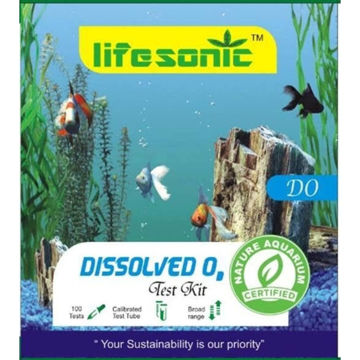 lifesonic™
DO
DISSOLVED O₂
Test Kit
NATURE AQUARIUM
CERTIFIED
100 Tests
Calibrated Test Tube
Broad range
“ Your Sustainability is our priority”